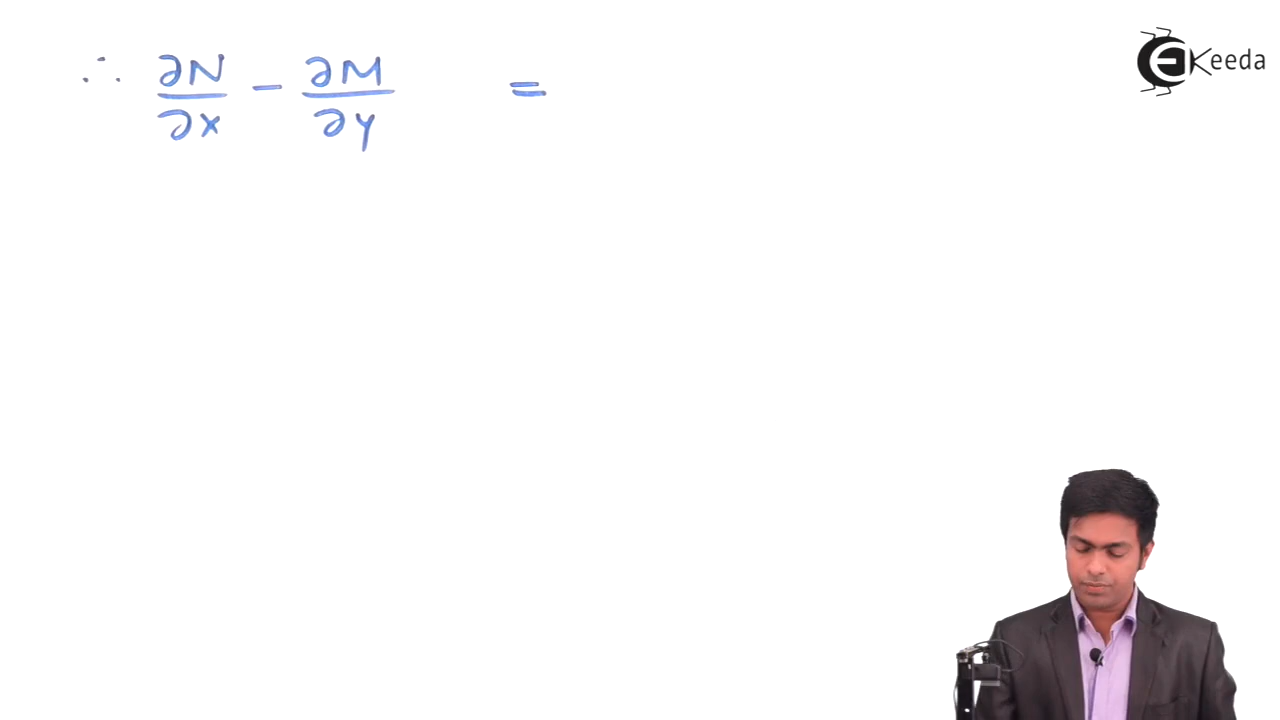 ∴ ∂N/∂x - ∂M/∂y =
EKeeda